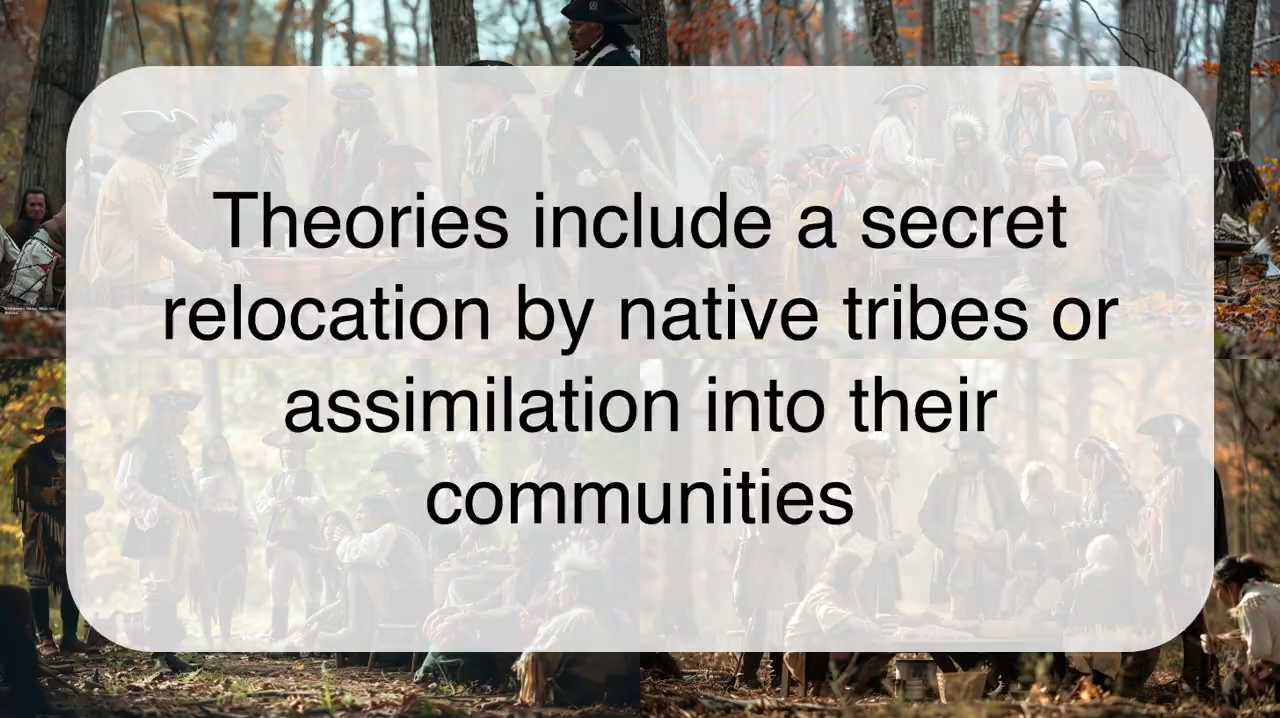 Theories include a secret
relocation by native tribes or
assimilation into their
communities